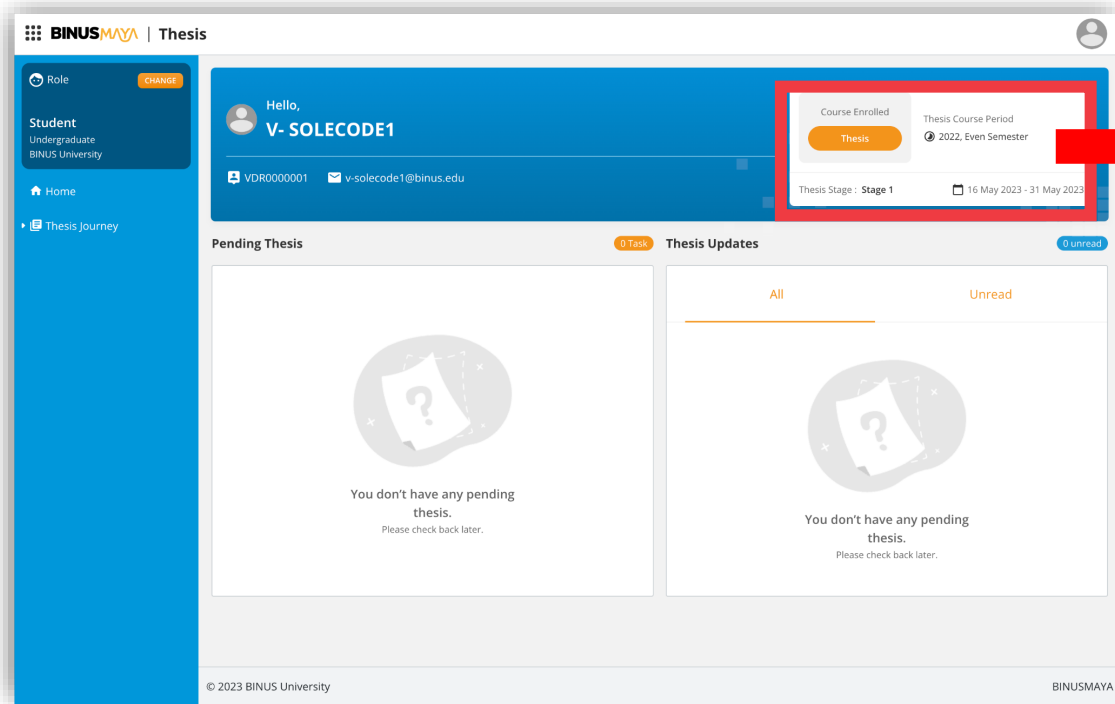 BINUSMAYA | Thesis
Role
CHANGE
Student
Undergraduate
BINUS University
Home
Thesis Journey
Hello,
V- SOLECODE1
VDR0000001 v-solecode1@binus.edu
Course Enrolled
Thesis
Thesis Course Period
2022, Even Semester
Thesis Stage : Stage 1 16 May 2023 - 31 May 2023
Pending Thesis 0 Task
You don't have any pending
thesis.
Please check back later.
Thesis Updates 0 unread
All Unread
You don't have any pending
thesis.
Please check back later.
© 2023 BINUS University BINUSMAYA